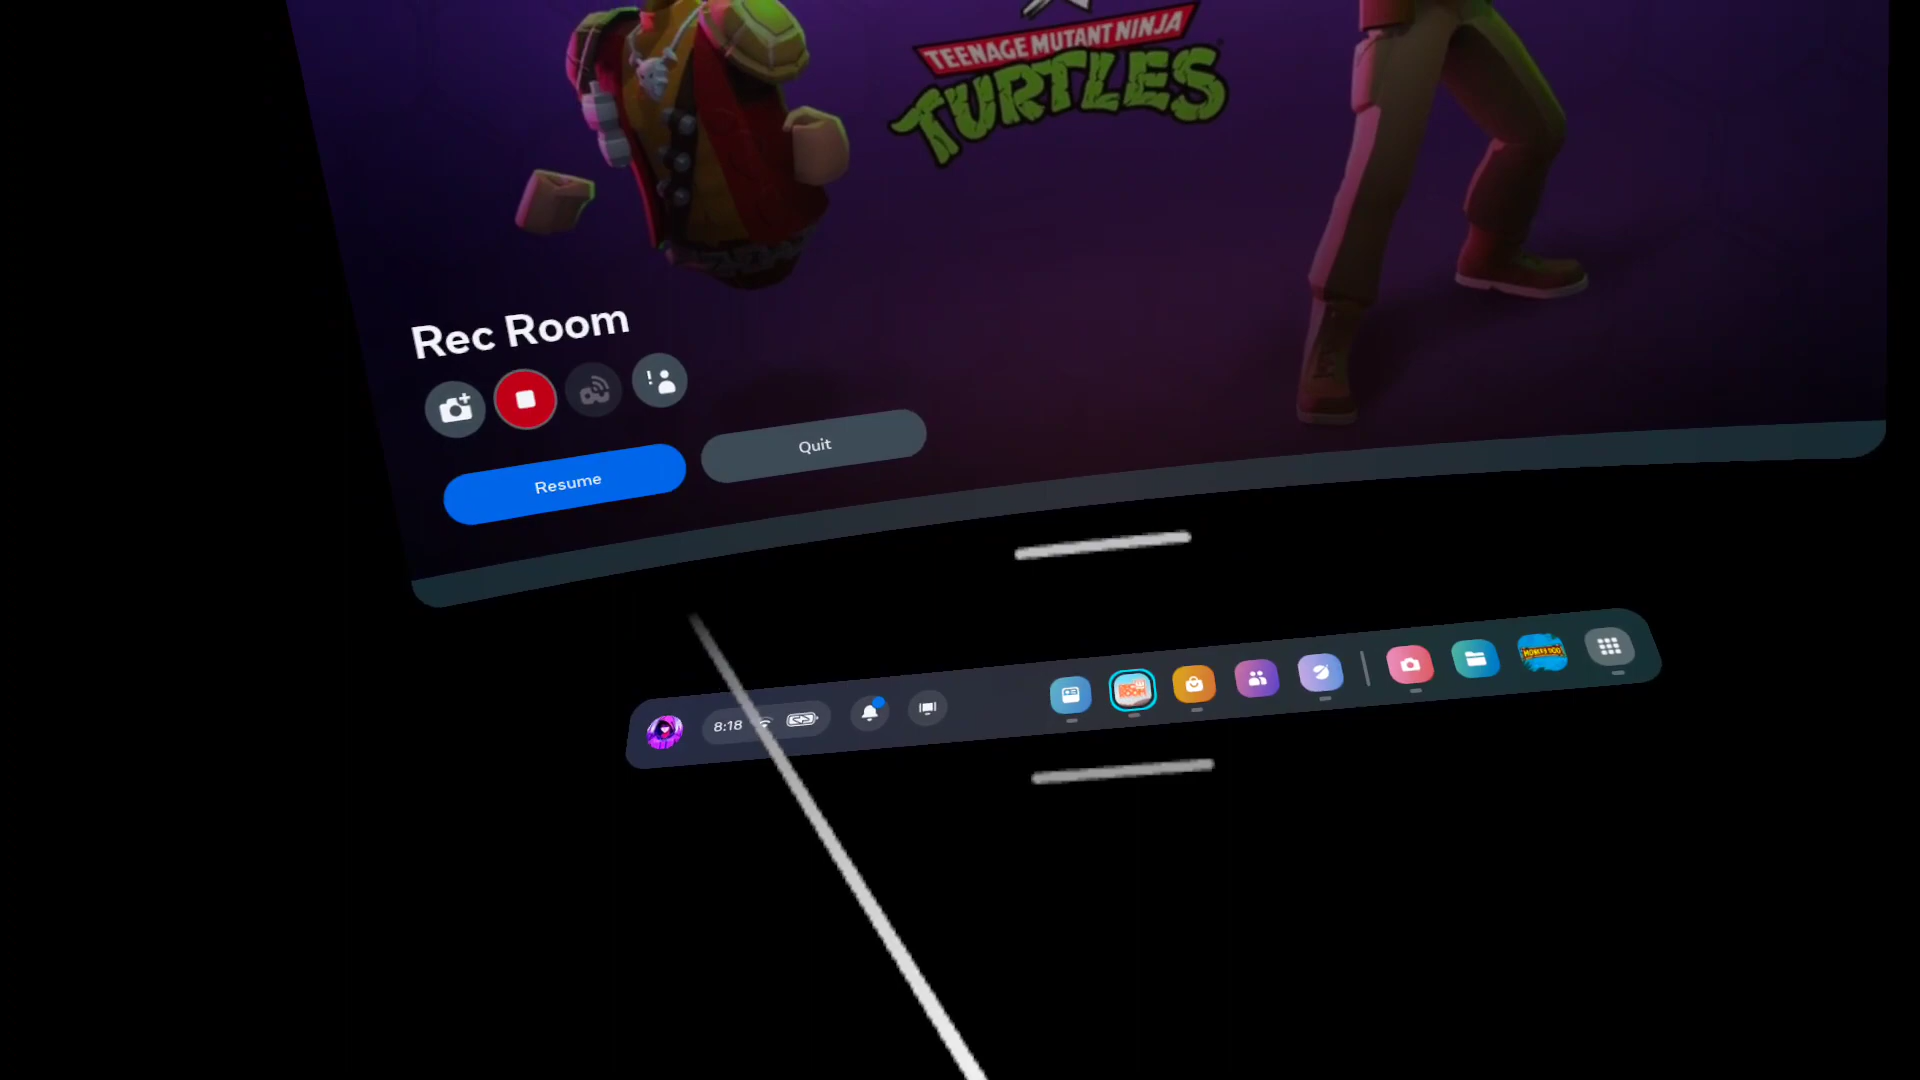 TEENAGE MUTANT NINJA
TURTLES
Rec Room
Resume
Quit
8:18